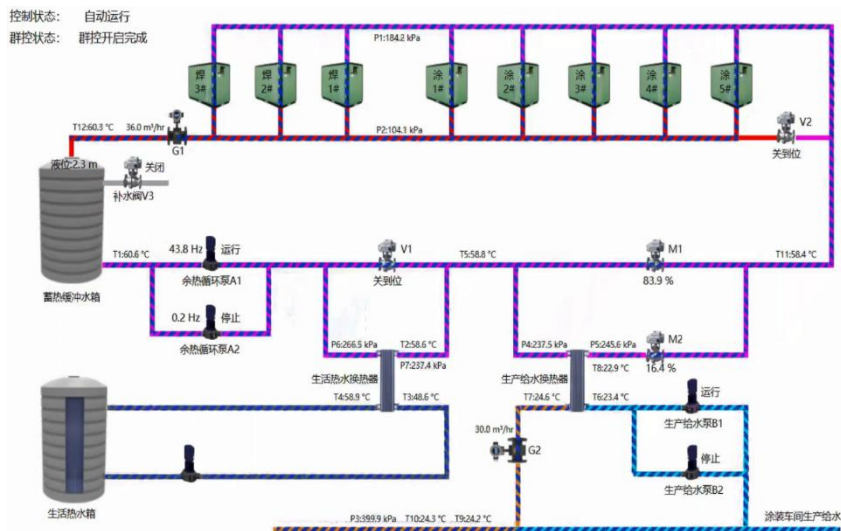 控制状态: 自动运行
群控状态: 群控开启完成
P1:184.2 kPa
焊
3#
焊
2#
焊
1#
涂
1#
涂
2#
涂
3#
涂
4#
涂
5#
T12:60.3 ℃
36.0 m³/hr
G1
P2:104.1 kPa
V2
关到位
液位:2.3 m
关闭
补水阀V3
T1:60.6 ℃
43.8 Hz
运行
余热循环泵A1
V1
关到位
T5:58.8 ℃
M1
83.9 %
T11:58.4 ℃
蓄热缓冲水箱
0.2 Hz
停止
余热循环泵A2
P6:266.5 kPa
T2:58.6 ℃
P7:237.4 kPa
P4:237.5 kPa
P5:245.6 kPa
M2
16.4 %
生活热水换热器
生产给水换热器
T8:22.9 ℃
T4:58.9 ℃
T3:48.6 ℃
T7:24.6 ℃
T6:23.4 ℃
运行
生产给水泵B1
30.0 m³/hr
G2
停止
生产给水泵B2
生活热水箱
P3:399.9 kPa
T10:24.3 ℃
T9:24.2 ℃
涂装车间生产给水